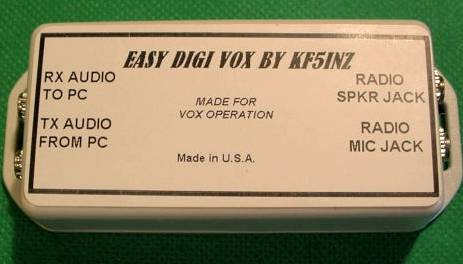 EASY DIGI VOX BY KF5INZ
RX AUDIO
TO PC
TX AUDIO
FROM PC
MADE FOR
VOX OPERATION
Made in U.S.A.
RADIO
SPKR JACK
RADIO
MIC JACK